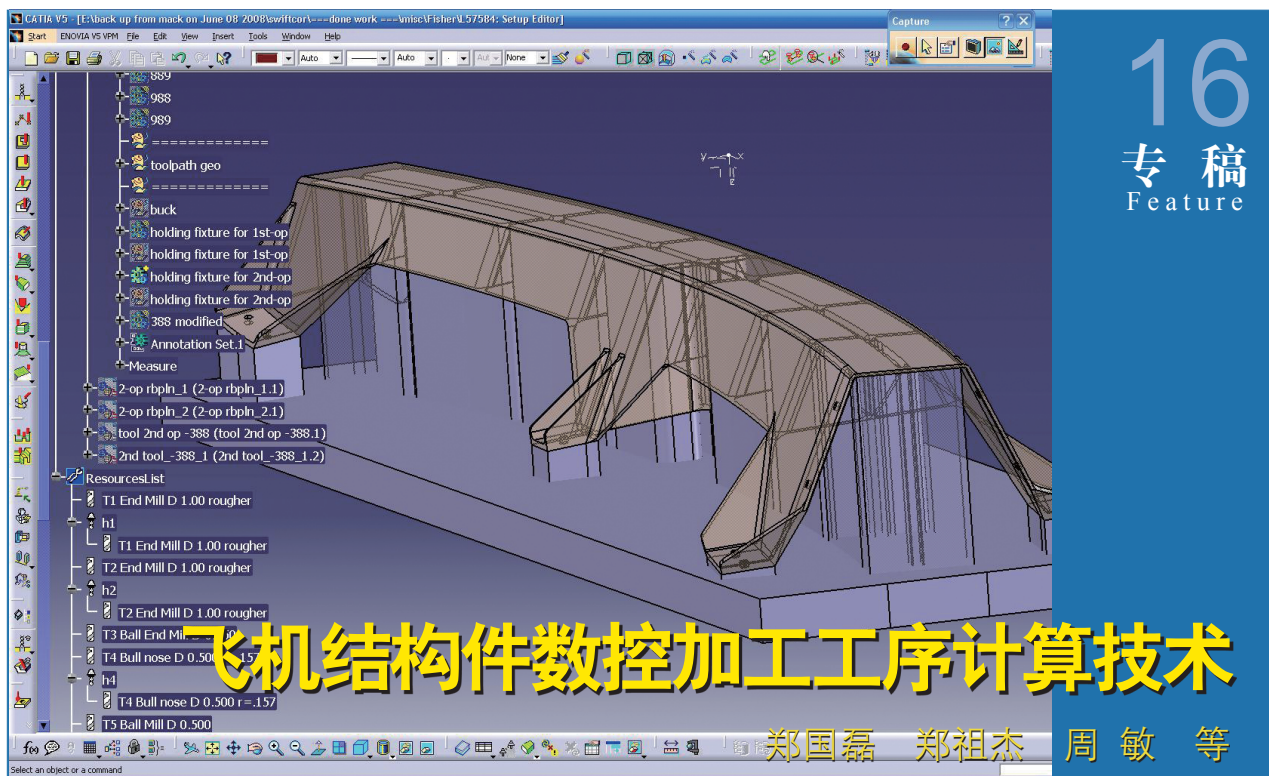 CATIA V5 - [E:\back up from mack on June 08 2008\swiftcor\===done work ===\misc\Fisher\L57584: Setup Editor]
Capture
Start ENOVIA V5 VPM File Edit View Insert Tools Window Help
Auto Auto Aut None
16
专稿
Feature
889
988
989
=============
toolpath geo
=============
buck
holding fixture for 1st-op
holding fixture for 1st-op
holding fixture for 2nd-op
holding fixture for 2nd-op
388 modified
Annotation Set.1
Measure
2-op rbpln_1 (2-op rbpln_1.1)
2-op rbpln_2 (2-op rbpln_2.1)
tool 2nd op -388 (tool 2nd op -388.1)
2nd tool_-388_1 (2nd tool_-388_1.2)
ResourcesList
T1 End Mill D 1.00 rougher
h1
T1 End Mill D 1.00 rougher
T2 End Mill D 1.00 rougher
h2
T2 End Mill D 1.00 rougher
T3 Ball End
T4 Bull nose D 0.500
h4
T4 Bull nose D 0.500 r=.157
T5 Ball Mill D 0.500
y x
z
飞机结构件数控加工工序计算技术
郑国磊 郑祖杰 周 敏 等
Select an object or a command